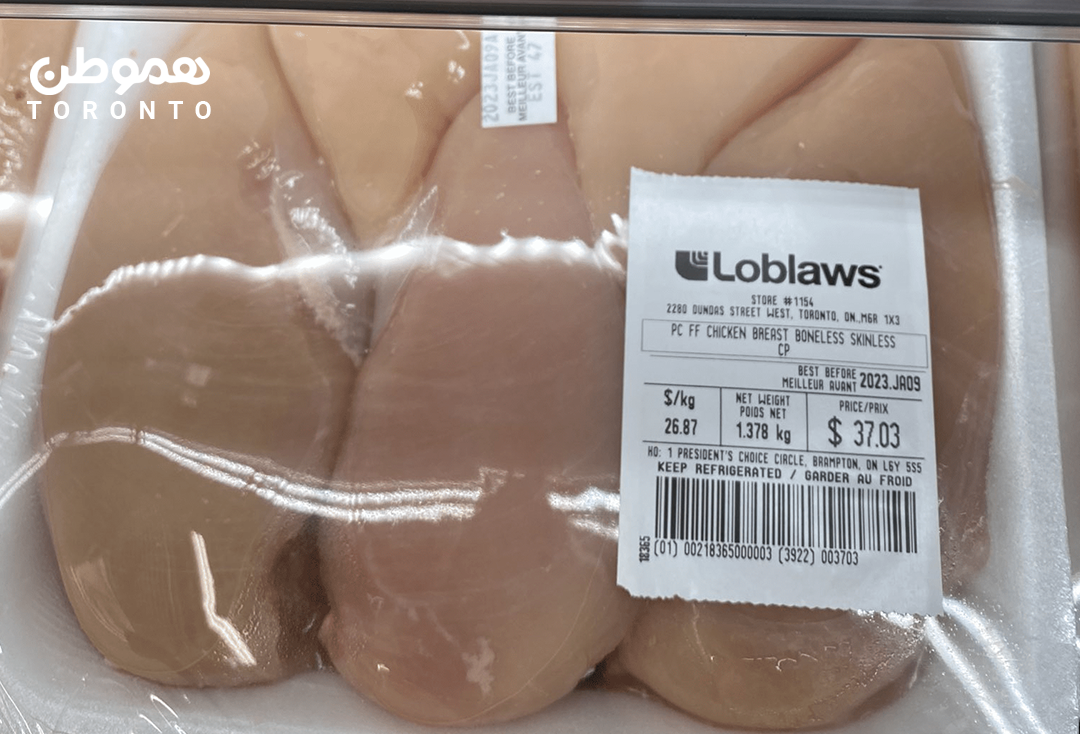 هموطن
TORONTO
2023JA09A
BEST BEFORE
MEILLEUR AVAN
EST 47
Loblaws
STORE #1154
2280 DUNDAS STREET WEST, TORONTO, ON.,M6R 1X3
PC FF CHICKEN BREAST BONELESS SKINLESS
CP
BEST BEFORE
MEILLEUR AVANT 2023.JA09
$/kg
26.87
NET WEIGHT
POIDS NET
1.378 kg
PRICE/PRIX
$ 37.03
HO: 1 PRESIDENT'S CHOICE CIRCLE, BRAMPTON, ON L6Y 5S5
KEEP REFRIGERATED / GARDER AU FROID
18365
(01) 00218365000003 (3922) 003703